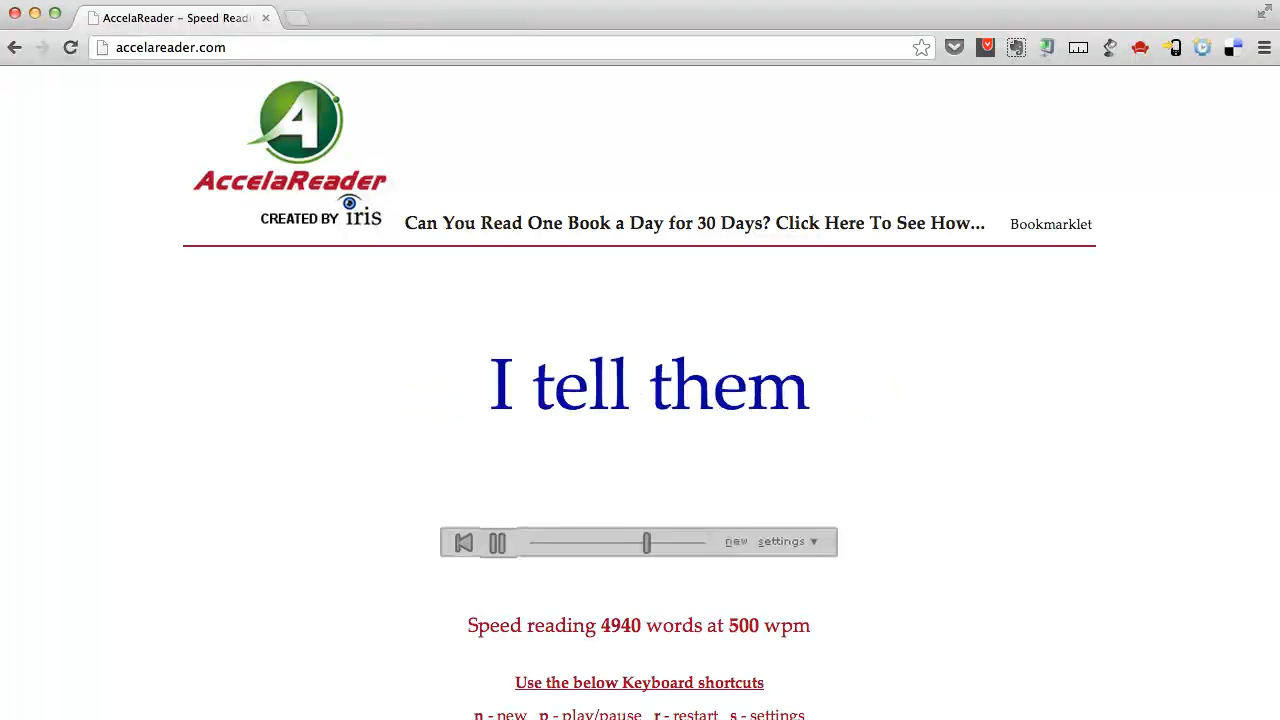 AccelaReader – Speed Readi
accelareader.com
A
AccelaReader
CREATED BY iris
Can You Read One Book a Day for 30 Days? Click Here To See How...
Bookmarklet
I tell them
new settings ▼
Speed reading 4940 words at 500 wpm
Use the below Keyboard shortcuts
n - new p - play/pause r - restart s - settings